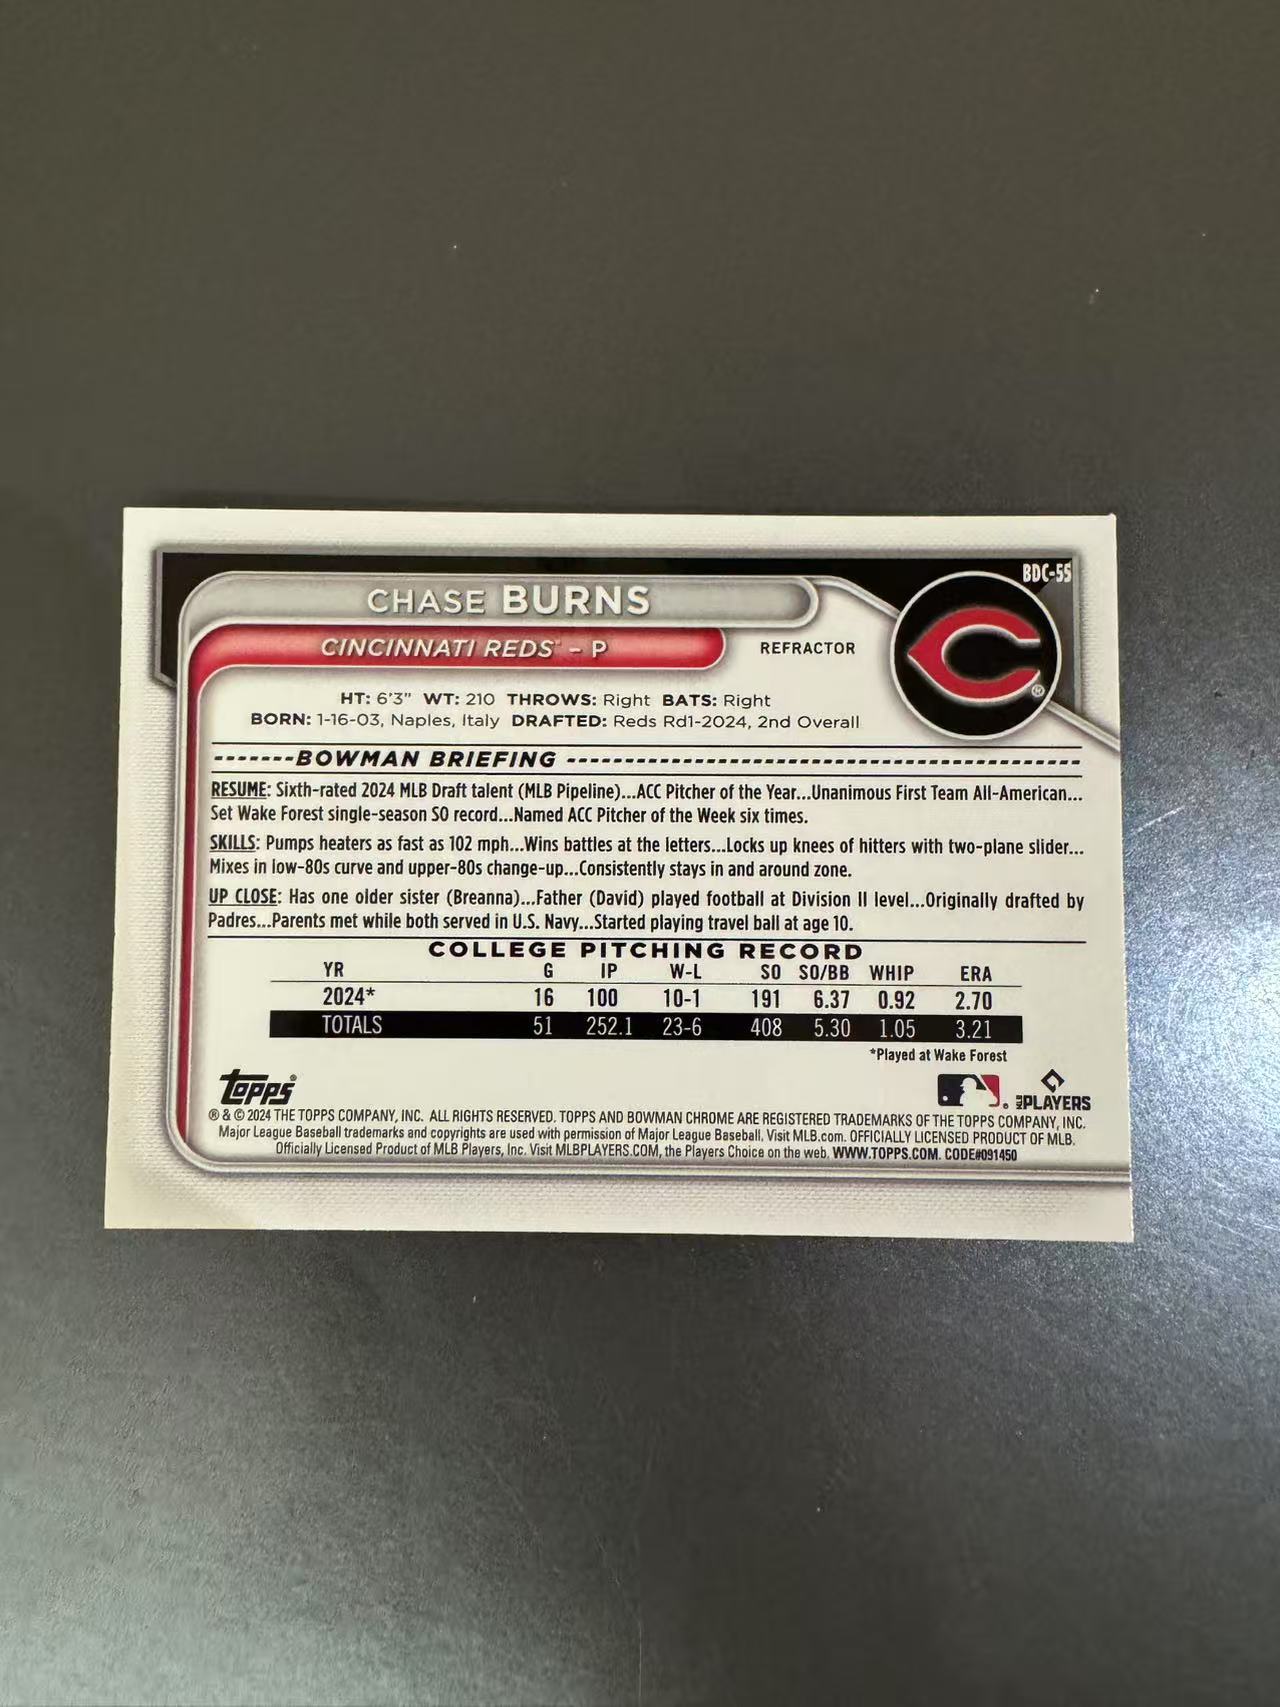 BDC-55
CHASE BURNS
CINCINNATI REDS™ - P
REFRACTOR
HT: 6'3" WT: 210 THROWS: Right BATS: Right
BORN: 1-16-03, Naples, Italy DRAFTED: Reds Rd1-2024, 2nd Overall
BOWMAN BRIEFING
RESUME: Sixth-rated 2024 MLB Draft talent (MLB Pipeline)...ACC Pitcher of the Year...Unanimous First Team All-American...
Set Wake Forest single-season SO record...Named ACC Pitcher of the Week six times.
SKILLS: Pumps heaters as fast as 102 mph...Wins battles at the letters...Locks up knees of hitters with two-plane slider...
Mixes in low-80s curve and upper-80s change-up...Consistently stays in and around zone.
UP CLOSE: Has one older sister (Breanna)...Father (David) played football at Division II level...Originally drafted by
Padres...Parents met while both served in U.S. Navy...Started playing travel ball at age 10.
COLLEGE PITCHING RECORD
YR G IP W-L SO SO/BB WHIP ERA
2024* 16 100 10-1 191 6.37 0.92 2.70
TOTALS 51 252.1 23-6 408 5.30 1.05 3.21
*Played at Wake Forest
Topps®
MLB PLAYERS
® & © 2024 THE TOPPS COMPANY, INC. ALL RIGHTS RESERVED. TOPPS AND BOWMAN CHROME ARE REGISTERED TRADEMARKS OF THE TOPPS COMPANY, INC.
Major League Baseball trademarks and copyrights are used with permission of Major League Baseball. Visit MLB.com. OFFICIALLY LICENSED PRODUCT OF MLB.
Officially Licensed Product of MLB Players, Inc. Visit MLBPLAYERS.COM, the Players Choice on the web. WWW.TOPPS.COM. CODE#091450